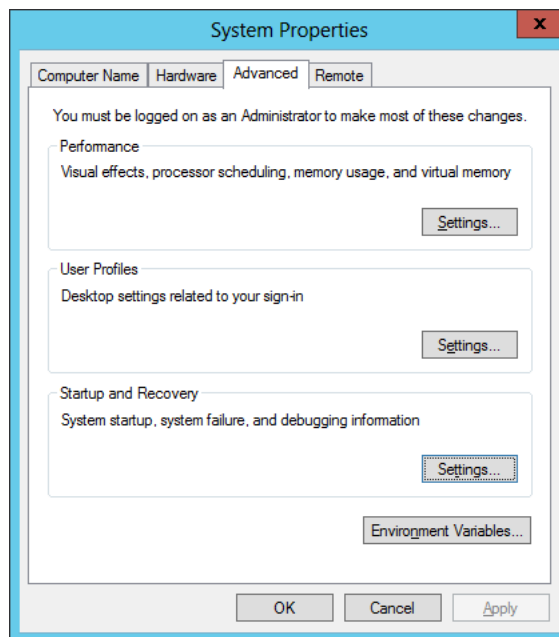 System Properties
x
Computer Name Hardware Advanced Remote
You must be logged on as an Administrator to make most of these changes.
Performance
Visual effects, processor scheduling, memory usage, and virtual memory
Settings...
User Profiles
Desktop settings related to your sign-in
Settings...
Startup and Recovery
System startup, system failure, and debugging information
Settings...
Environment Variables...
OK Cancel Apply